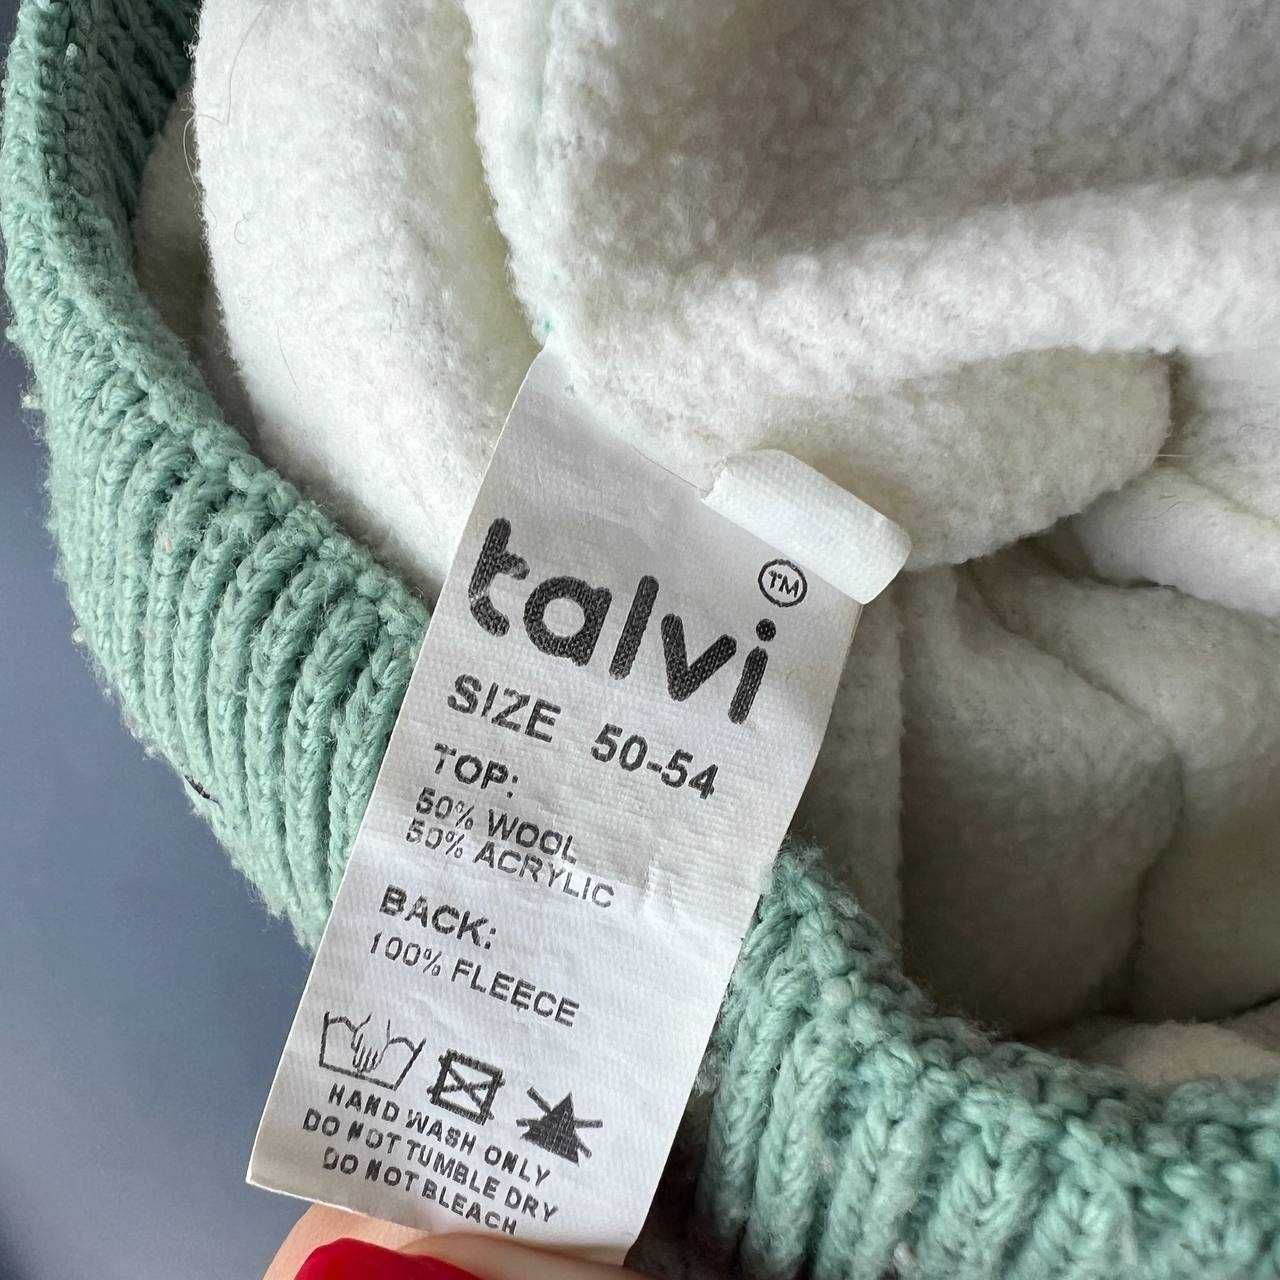 talvi ™
SIZE 50-54
TOP:
50% WOOL
50% ACRYLIC
BACK:
100% FLEECE
HAND WASH ONLY
DO NOT TUMBLE DRY
DO NOT BLEACH